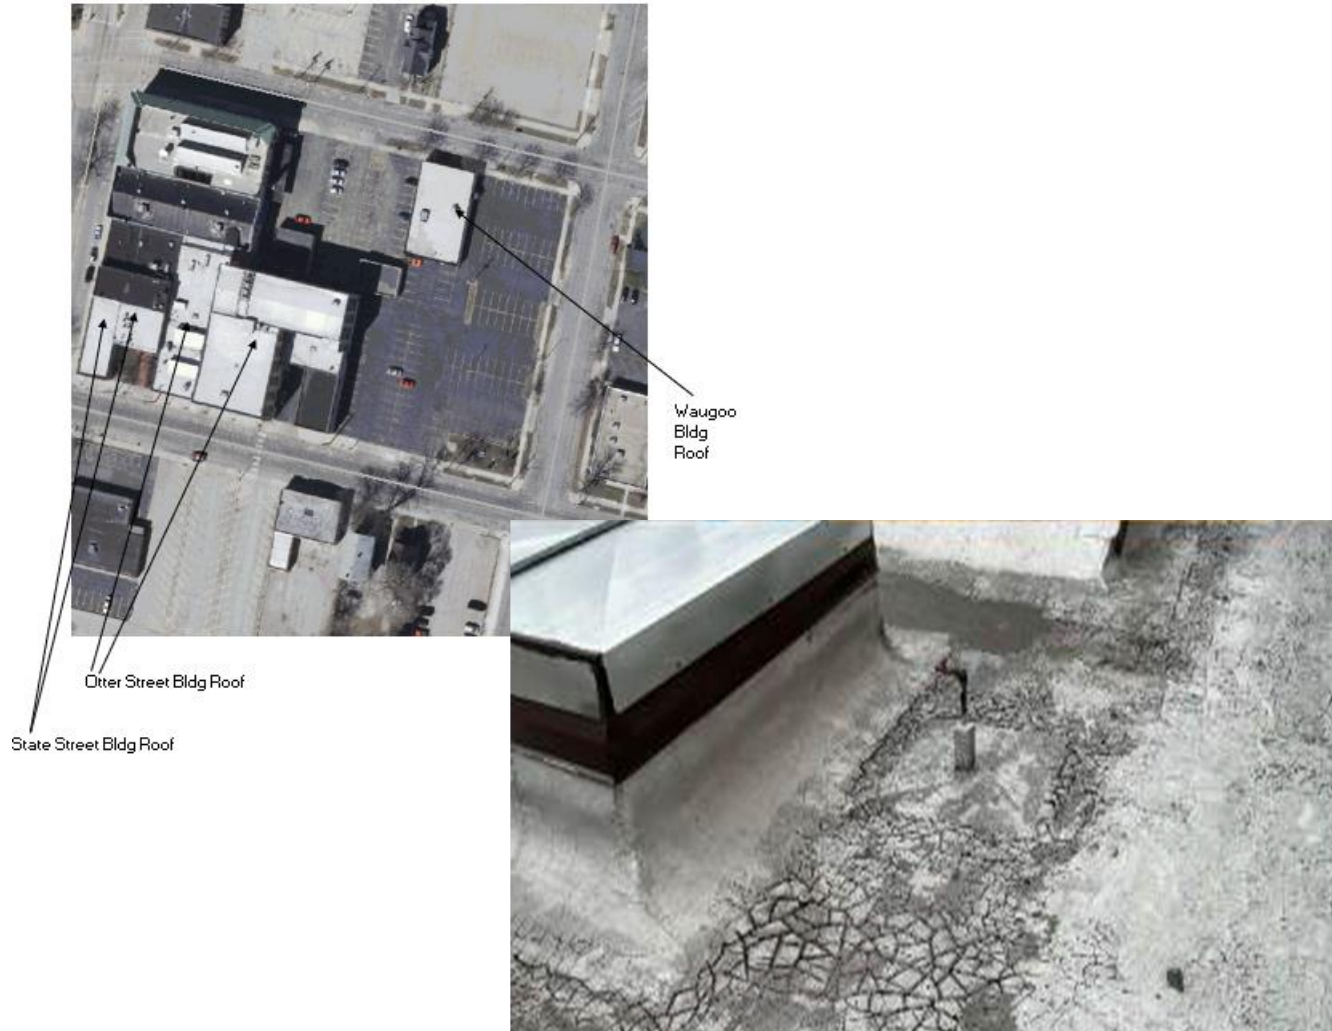 Waugoo
Bldg
Roof
Otter Street Bldg Roof
State Street Bldg Roof